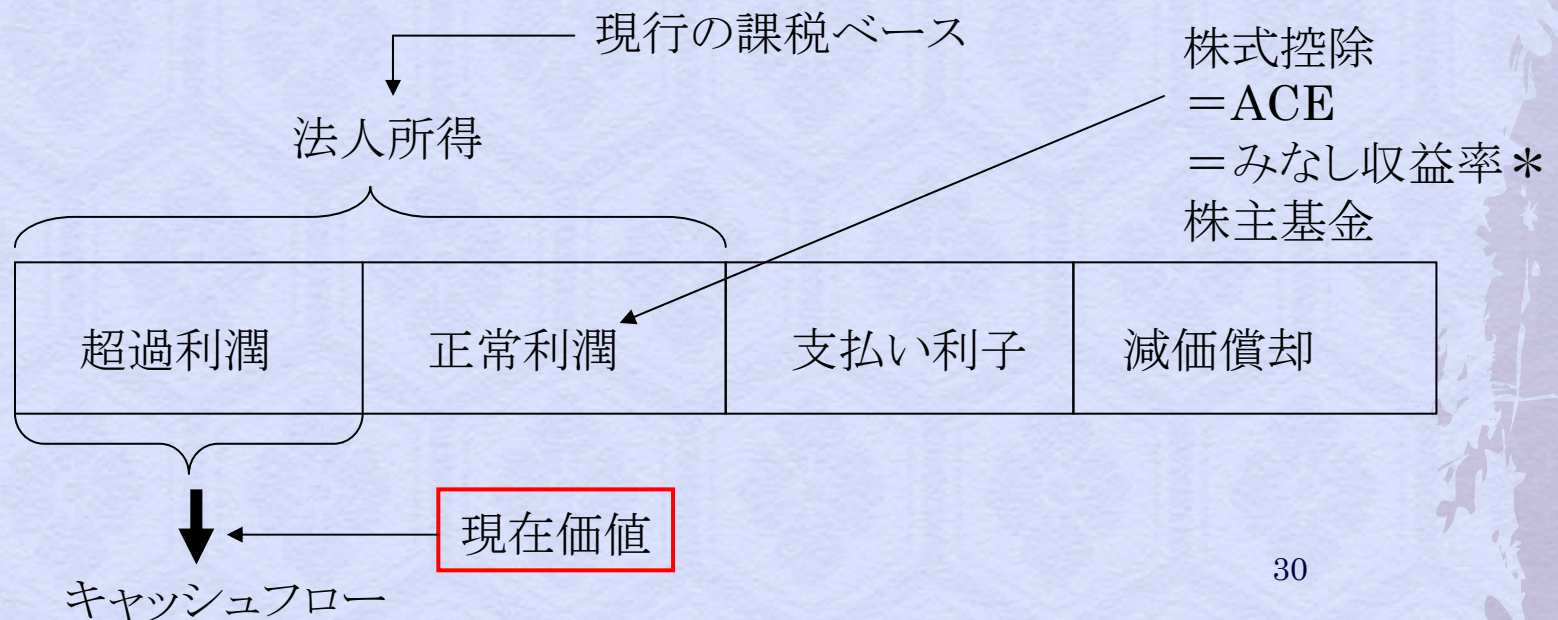 現行の課税ベース
株式控除
＝ACE
＝みなし収益率＊
株主基金
法人所得
超過利潤
正常利潤
支払い利子
減価償却
現在価値
キャッシュフロー
30